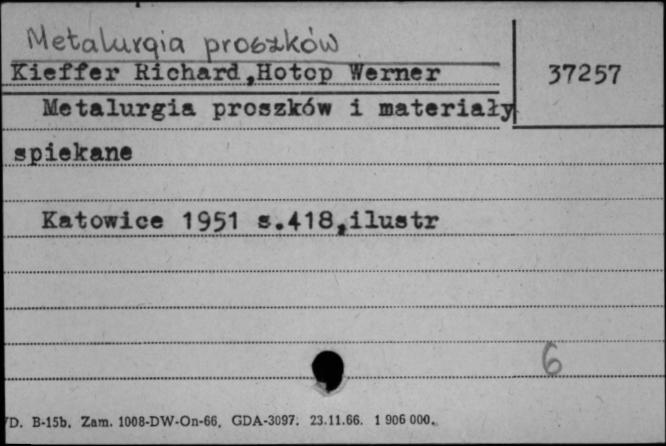 Metalurgia proszków
Kieffer Richard,Hotop Werner
37257
Metalurgia proszków i materiały
spiekane
Katowice 1951 s.418,ilustr
6
/D. B-15b. Zam. 1008-DW-On-66. GDA-3097. 23.11.66. 1 906 000.